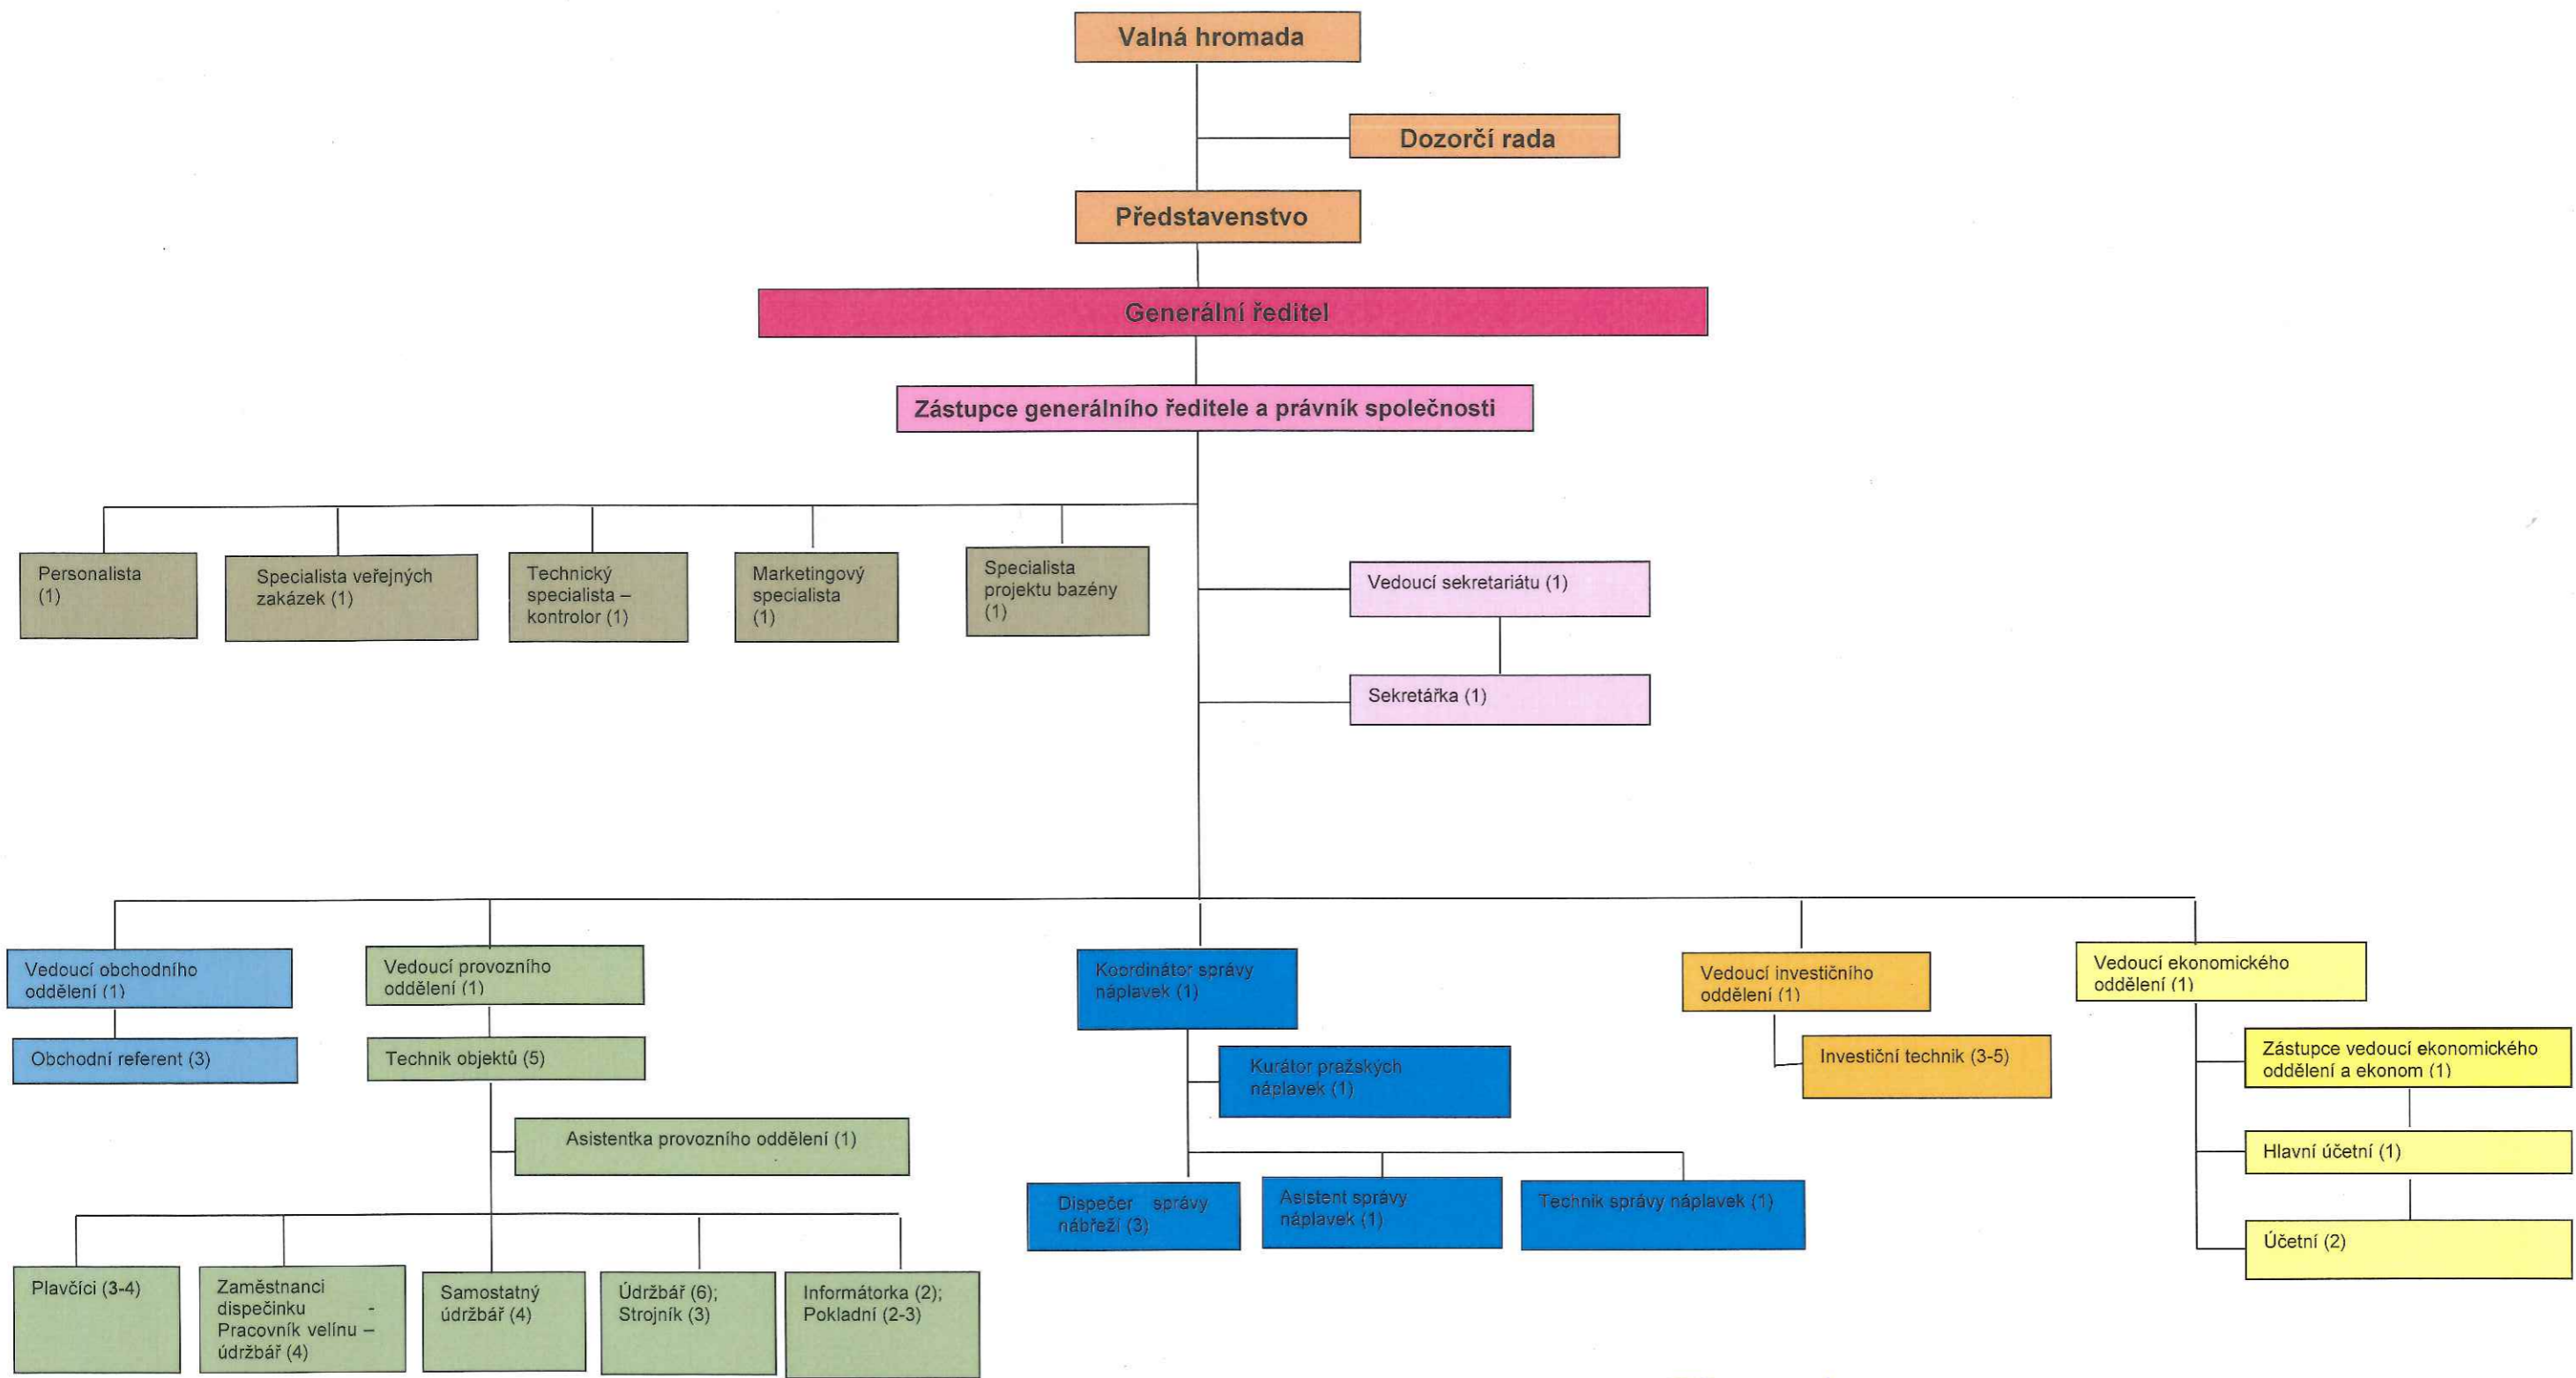 Valná hromada
Dozorčí rada
Představenstvo
Generální ředitel
Zástupce generálního ředitele a právník společnosti
Personalista
(1)
Specialista veřejných
zakázek (1)
Technický
specialista –
kontrolor (1)
Marketingový
specialista
(1)
Specialista
projektu bazény
(1)
Vedoucí sekretariátu (1)
Sekretářka (1)
Vedoucí obchodního
oddělení (1)
Obchodní referent (3)
Vedoucí provozního
oddělení (1)
Technik objektů (5)
Asistentka provozního oddělení (1)
Plavčíci (3-4)
Zaměstnanci
dispečinku -
Pracovník velínu –
údržbář (4)
Samostatný
údržbář (4)
Údržbář (6);
Strojník (3)
Informátorka (2);
Pokladní (2-3)
Koordinátor správy
náplavek (1)
Kurátor pražských
náplavek (1)
Dispečer správy
nábřeží (3)
Asistent správy
náplavek (1)
Technik správy náplavek (1)
Vedoucí investičního
oddělení (1)
Investiční technik (3-5)
Vedoucí ekonomického
oddělení (1)
Zástupce vedoucí ekonomického
oddělení a ekonom (1)
Hlavní účetní (1)
Účetní (2)